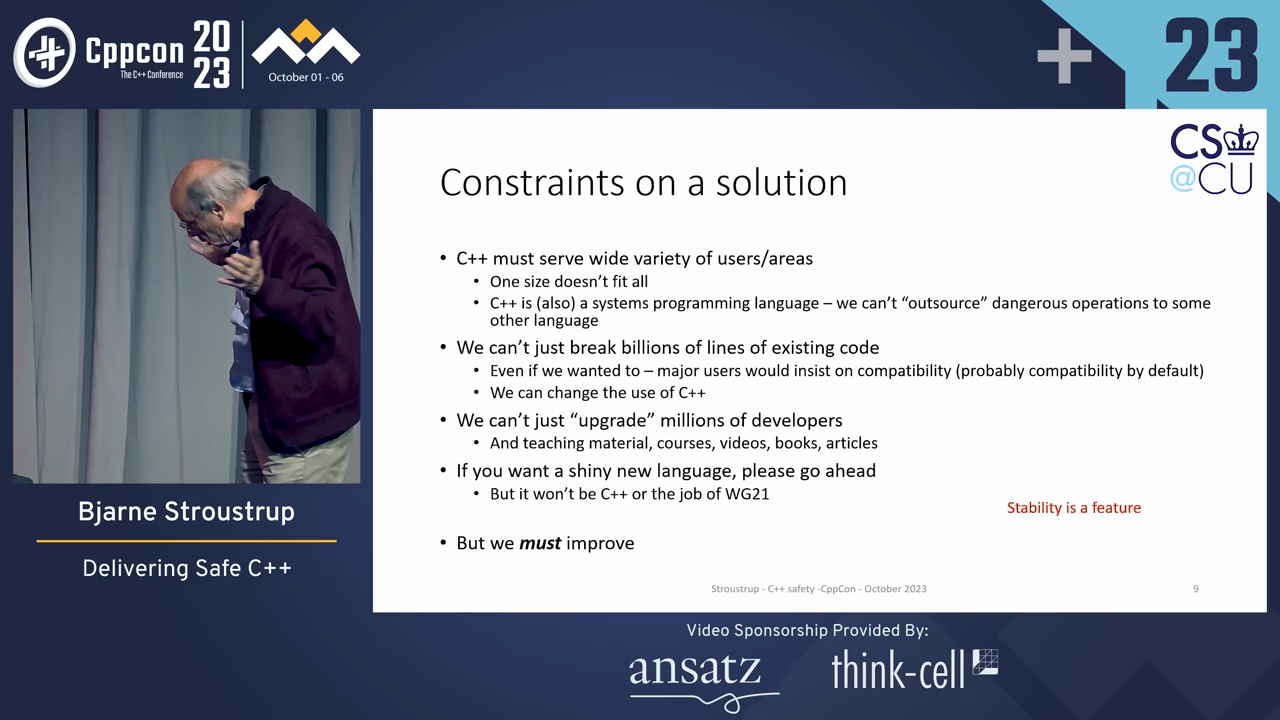 Cppcon
The C++ Conference
20
23
October 01 - 06
23
CS
@CU
Constraints on a solution
• C++ must serve wide variety of users/areas
• One size doesn’t fit all
• C++ is (also) a systems programming language – we can’t “outsource” dangerous operations to some
other language
• We can’t just break billions of lines of existing code
• Even if we wanted to – major users would insist on compatibility (probably compatibility by default)
• We can change the use of C++
• We can’t just “upgrade” millions of developers
• And teaching material, courses, videos, books, articles
• If you want a shiny new language, please go ahead
• But it won’t be C++ or the job of WG21
Stability is a feature
• But we must improve
Stroustrup - C++ safety -CppCon - October 2023
9
Bjarne Stroustrup
Delivering Safe C++
Video Sponsorship Provided By:
ansatz
think-cell